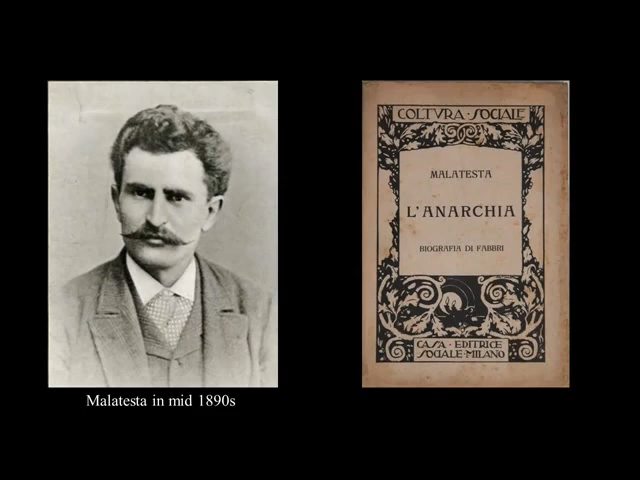 COLTVRA · SOCIALE
MALATESTA
L'ANARCHIA
BIOGRAFIA DI FABBRI
CASA · EDITRICE
SOCIALE · MILANO
Malatesta in mid 1890s